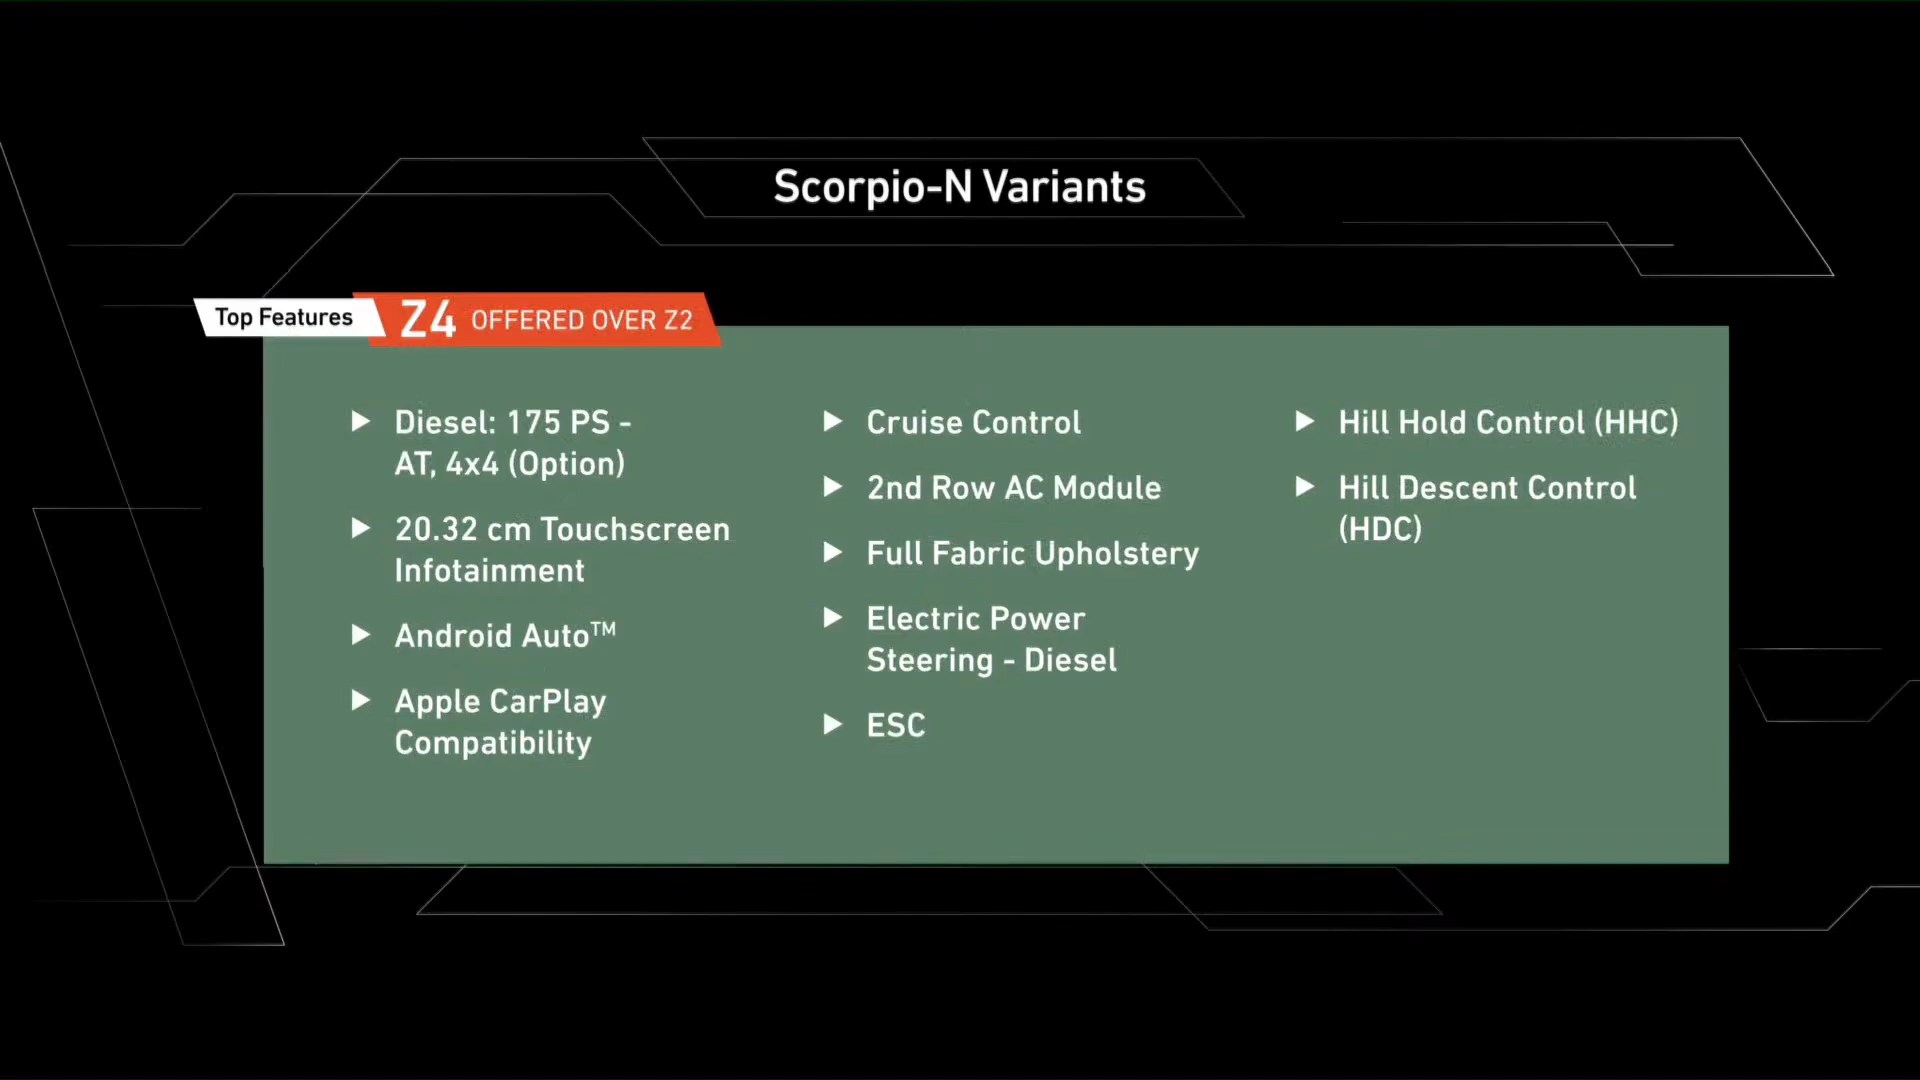 Scorpio-N Variants
Top Features
Z4 OFFERED OVER Z2
Diesel: 175 PS -
AT, 4x4 (Option)
20.32 cm Touchscreen
Infotainment
Android Auto™
Apple CarPlay
Compatibility
Cruise Control
2nd Row AC Module
Full Fabric Upholstery
Electric Power
Steering - Diesel
ESC
Hill Hold Control (HHC)
Hill Descent Control
(HDC)